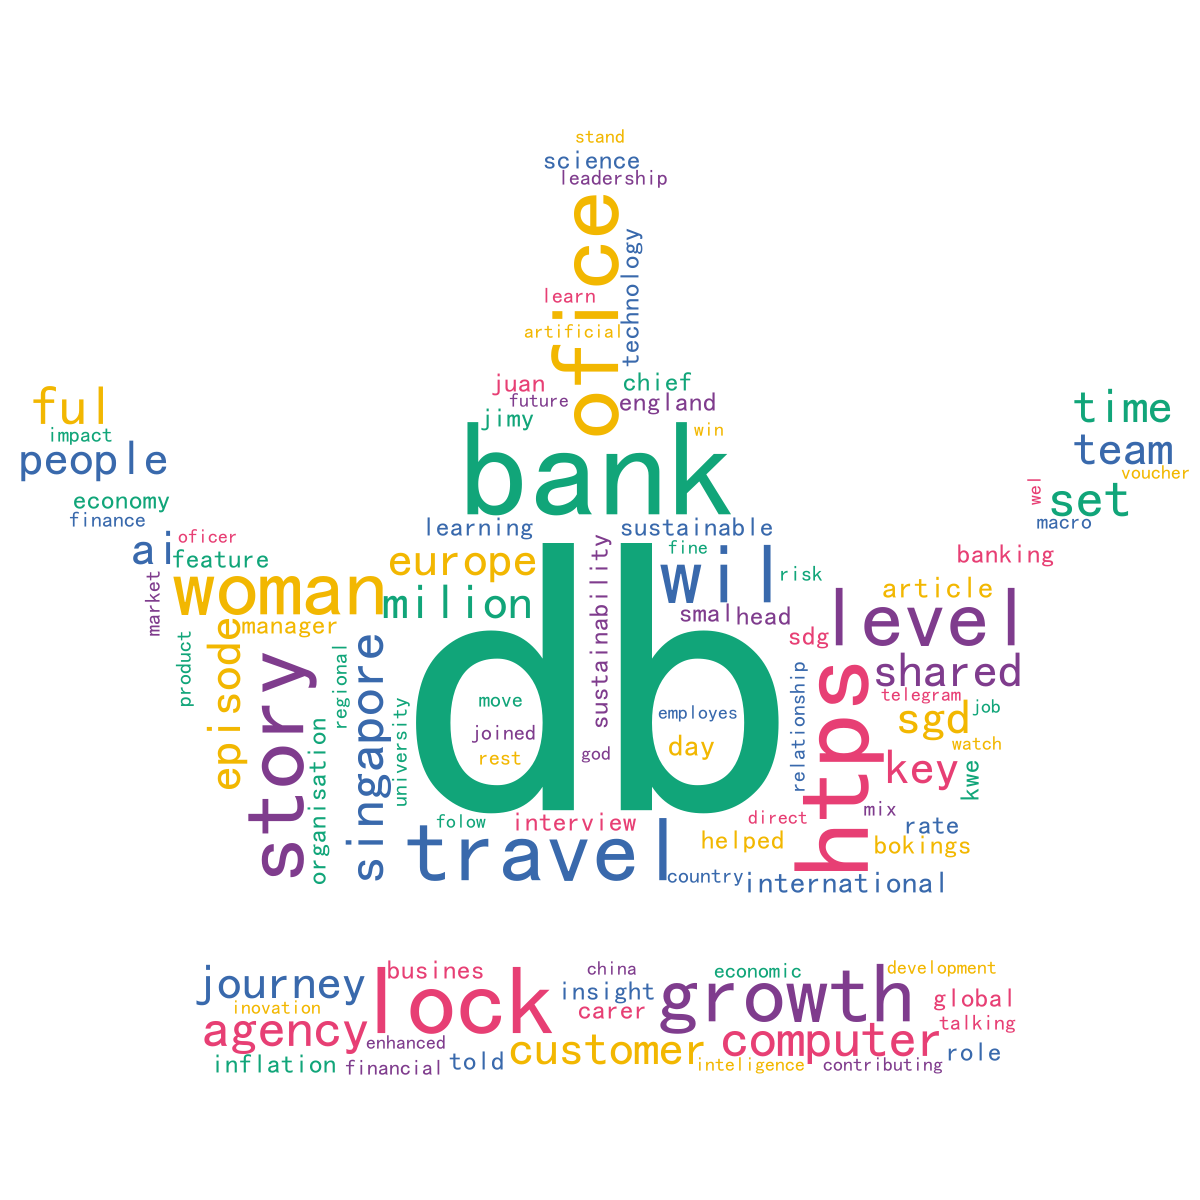 stand
science
leadership
office
technology
learn
artificial
juan
chief
future
england
jimy
win
bank
ful
impact
people
economy
finance
time
team
voucher
wel
set
macro
learning
sustainable
ai
oficer
feature
europe
sustainability
fine
wil
risk
banking
market
woman
milion
article
smal
head
level
manager
episode
product
story
regional
singapore
university
organisation
db
move
joined
rest
god
employes
day
sdg
relationship
https
shared
telegram
sgd
job
watch
key
kwe
mix
rate
bokings
folow
interview
direct
helped
travel
country
international
journey
busines
china
economic
development
inovation
lock
insight
growth
global
carer
agency
enhanced
talking
customer
computer
inflation
financial
told
inteligence
contributing
role